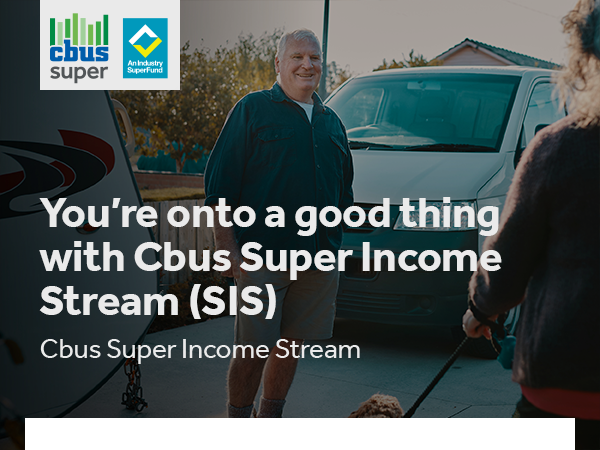 cbus
super
An Industry
SuperFund
You're onto a good thing
with Cbus Super Income
Stream (SIS)
Cbus Super Income Stream